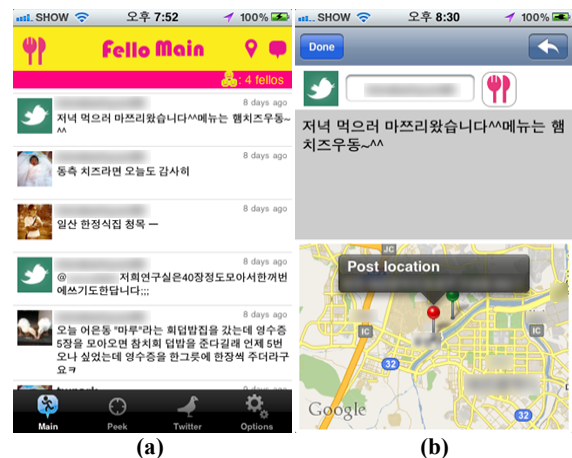 SHOW 오후 7:52 100%
Fello Main
: 4 fellos
8 days ago
저녁 먹으러 마쯔리왔습니다^^메뉴는 햄치즈우동~
^^
8 days ago
동측 치즈라면 오늘도 감사히
8 days ago
일산 한정식집 청목 ㅡ
8 days ago
@ 저희연구실은40장정도모아서한꺼번
에쓰기도한답니다;;;
8 days ago
오늘 어은동 "마루"라는 회덮밥집을 갔는데 영수증
5장을 모아오면 참치회 덮밥을 준다길래 언제 5번
오나 싶었는데 영수증을 한그릇에 한장씩 주더라구
요ㅋ
Main Peek Twitter Options
(a)
SHOW 오후 8:30 100%
Done
저녁 먹으러 마쯔리왔습니다^^메뉴는 햄
치즈우동~^^
JC
Post location
IC
IC
32
32
Google
(b)